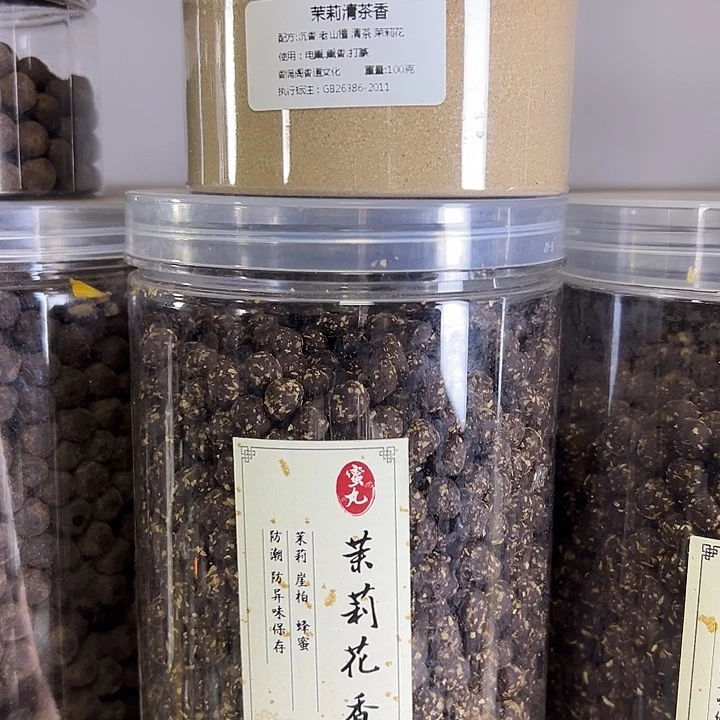 茉莉清茶香
配方:沉香.老山檀.清茶.茉莉花
使用：电熏.熏香.打篆
重量:100克
执行标注：GB26386-2011
蜜丸
茉莉花香
茉莉 崖柏 蜂蜜
防潮 防异味保存